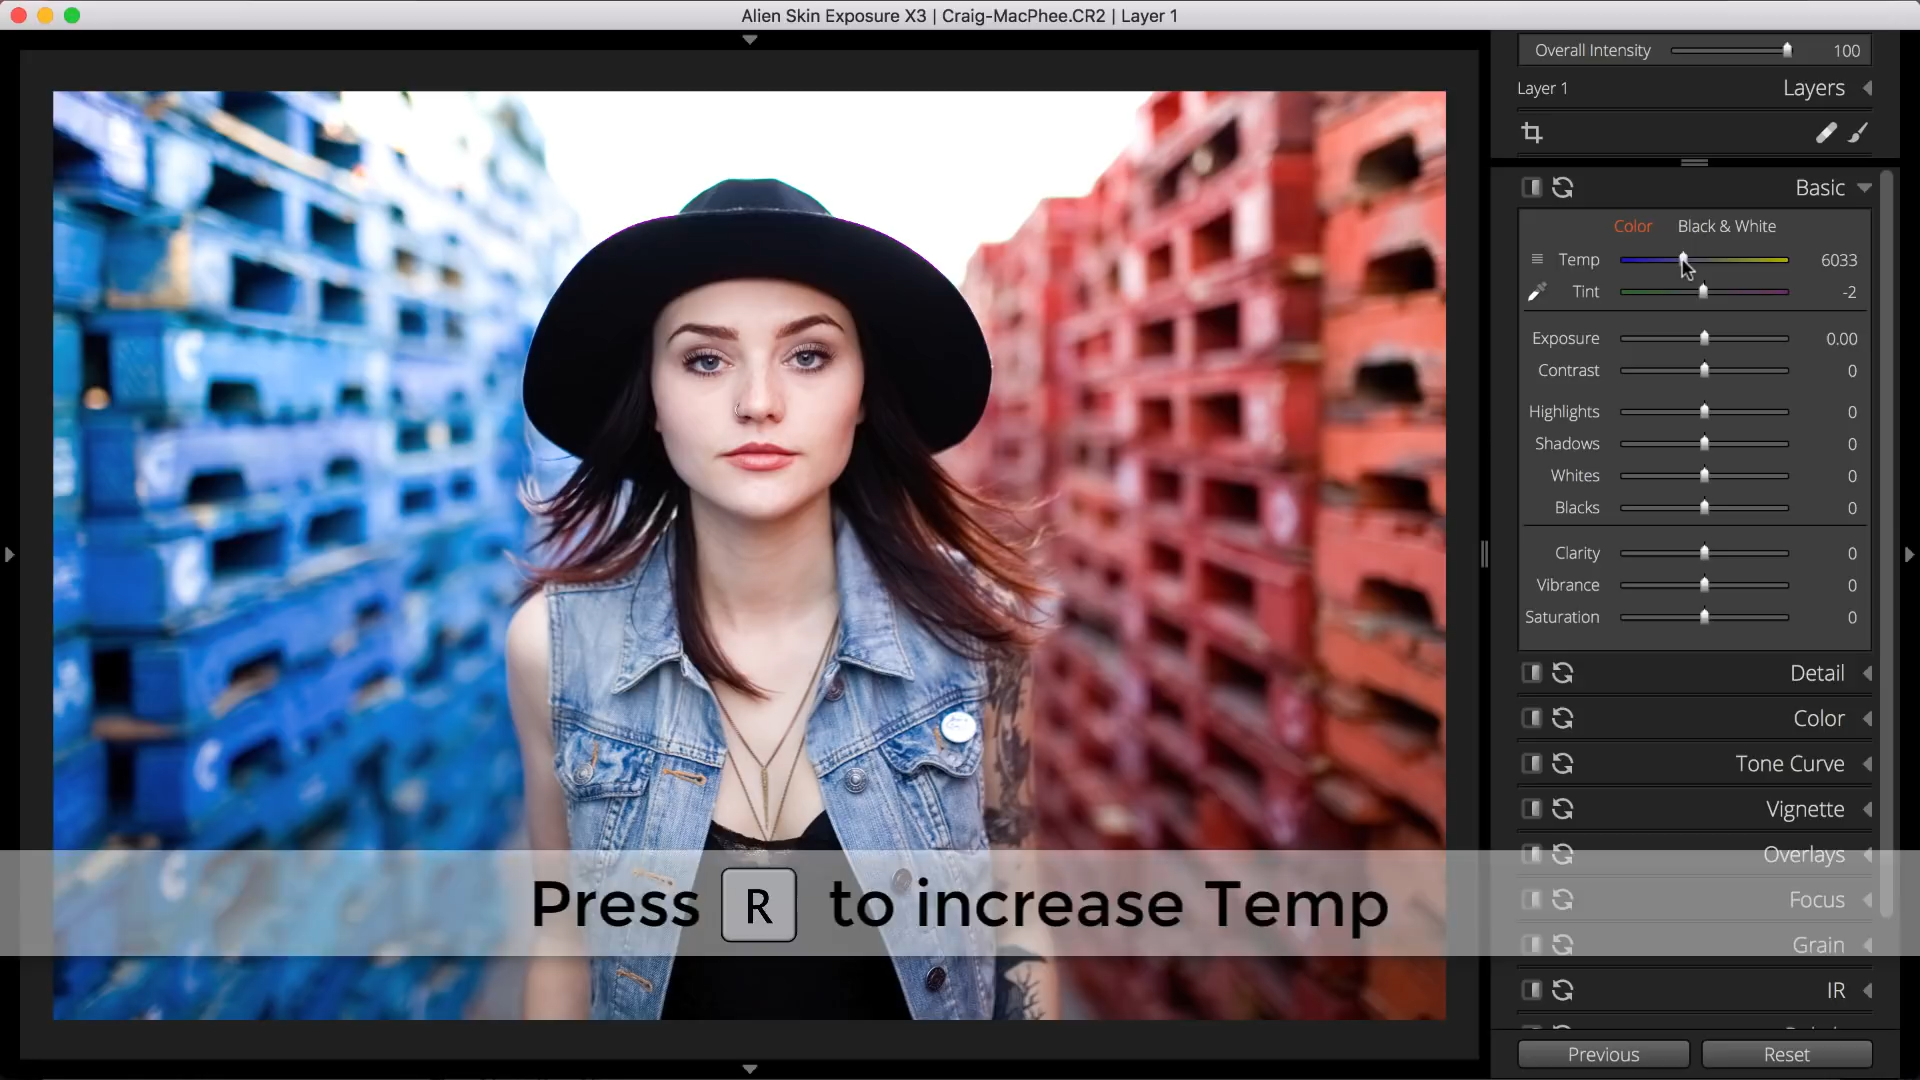 Alien Skin Exposure X3 | Craig-MacPhee.CR2 | Layer 1
Overall Intensity 100
Layer 1 Layers
Basic
Color Black & White
Temp 6033
Tint -2
Exposure 0.00
Contrast 0
Highlights 0
Shadows 0
Whites 0
Blacks 0
Clarity 0
Vibrance 0
Saturation 0
Detail
Color
Tone Curve
Vignette
Overlays
Focus
Grain
IR
Press R to increase Temp
Previous Reset